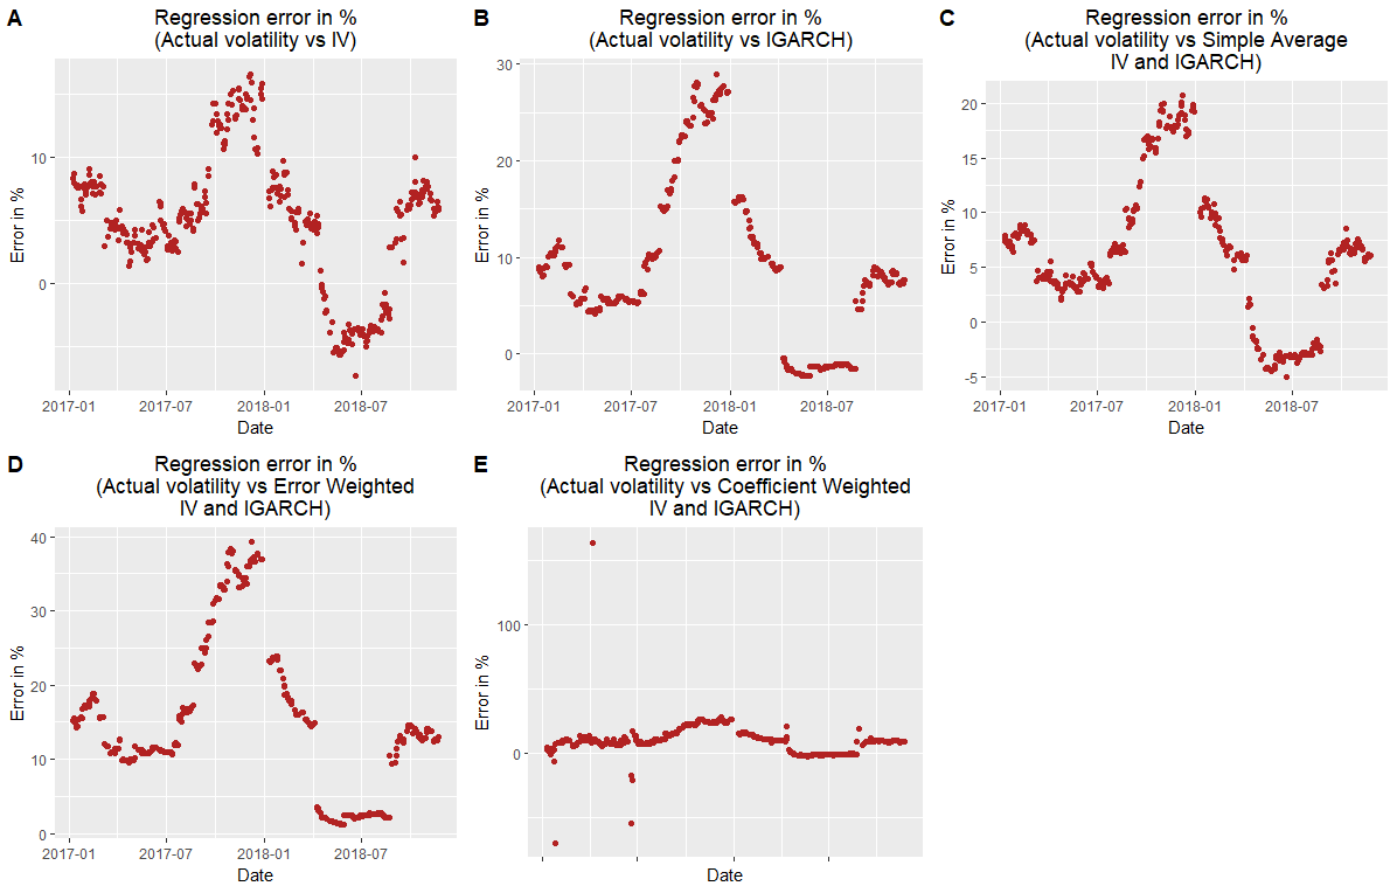 A
Regression error in %
(Actual volatility vs IV)
Error in %
10
0
2017-01
2017-07
2018-01
2018-07
Date
B
Regression error in %
(Actual volatility vs IGARCH)
Error in %
30
20
10
0
2017-01
2017-07
2018-01
2018-07
Date
C
Regression error in %
(Actual volatility vs Simple Average
IV and IGARCH)
Error in %
20
15
10
5
0
-5
2017-01
2017-07
2018-01
2018-07
Date
D
Regression error in %
(Actual volatility vs Error Weighted
IV and IGARCH)
Error in %
40
30
20
10
0
2017-01
2017-07
2018-01
2018-07
Date
E
Regression error in %
(Actual volatility vs Coefficient Weighted
IV and IGARCH)
Error in %
100
0
Date